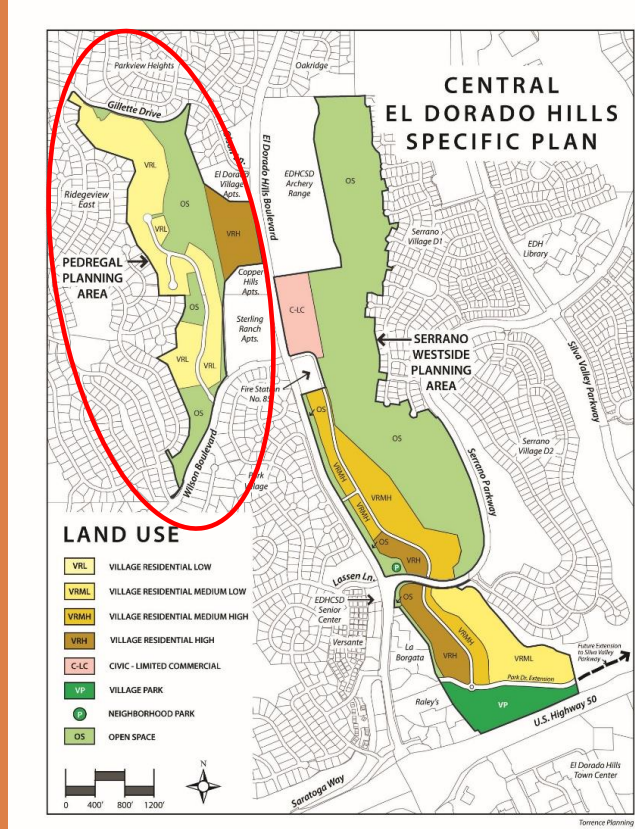 CENTRAL
EL DORADO HILLS
SPECIFIC PLAN
Parkview Heights
Oakridge
Gillette Drive
El Dorado Hills Boulevard
VRL
OS
El Dorado
Village
Apts.
EDHCSD
Archery
Range
OS
Ridgeview
East
VRL
VRH
Serrano
Village D1
EDH
Library
PEDREGAL
PLANNING
AREA
Copper
Hills
Apts.
OS
C-LC
Sterling
Ranch
Apts.
SERRANO
WESTSIDE
PLANNING
AREA
Silva Valley Parkway
VRL
VRL
Fire Station
No. 85
OS
OS
OS
Wilson Boulevard
Park
Village
VRMH
VRMH
VRMH
Serrano Parkway
Serrano
Village D2
OS
VRH
P
Lassen Ln.
EDHCSD
Senior
Center
OS
Versante
La
Borgata
VRH
VRMH
VRML
Future Extension
to Silva Valley
Parkway
Park Dr. Extension
Raley's
VP
U.S. Highway 50
El Dorado Hills
Town Center
Saratoga Way
LAND USE
VRL VILLAGE RESIDENTIAL LOW
VRML VILLAGE RESIDENTIAL MEDIUM LOW
VRMH VILLAGE RESIDENTIAL MEDIUM HIGH
VRH VILLAGE RESIDENTIAL HIGH
C-LC CIVIC - LIMITED COMMERCIAL
VP VILLAGE PARK
P NEIGHBORHOOD PARK
OS OPEN SPACE
N
0 400' 800' 1200'
Torrence Planning